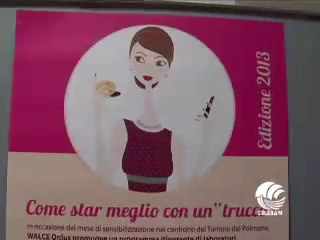 Edizione 2013
Come star meglio con un "trucco
In occasione del mese di sensibilizzazione nei confronti del Tumore del Polmone,
WALCE Onlus promuove un programma itinerante di laboratori